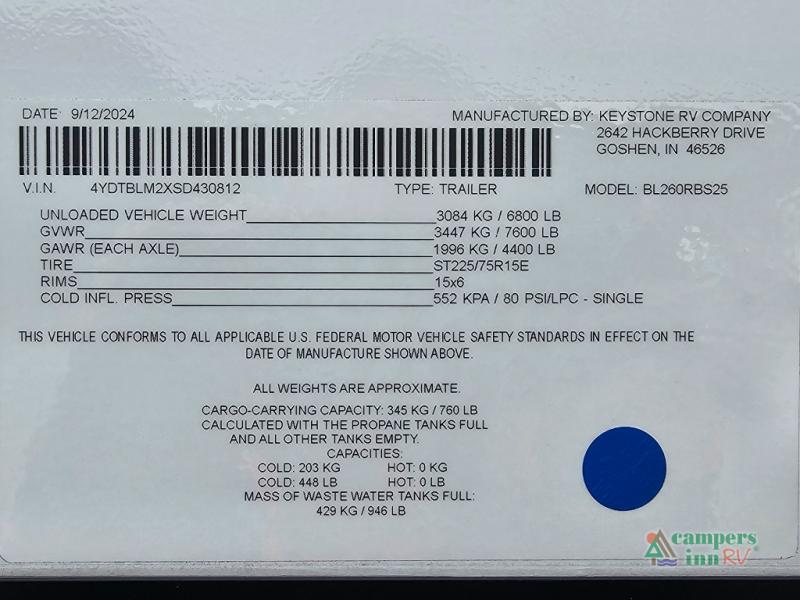 DATE: 9/12/2024 MANUFACTURED BY: KEYSTONE RV COMPANY
2642 HACKBERRY DRIVE
GOSHEN, IN 46526
V.I.N. 4YDTBLM2XSD430812 TYPE: TRAILER MODEL: BL260RBS25
UNLOADED VEHICLE WEIGHT 3084 KG / 6800 LB
GVWR 3447 KG / 7600 LB
GAWR (EACH AXLE) 1996 KG / 4400 LB
TIRE ST225/75R15E
RIMS 15x6
COLD INFL. PRESS 552 KPA / 80 PSI/LPC - SINGLE
THIS VEHICLE CONFORMS TO ALL APPLICABLE U.S. FEDERAL MOTOR VEHICLE SAFETY STANDARDS IN EFFECT ON THE
DATE OF MANUFACTURE SHOWN ABOVE.
ALL WEIGHTS ARE APPROXIMATE.
CARGO-CARRYING CAPACITY: 345 KG / 760 LB
CALCULATED WITH THE PROPANE TANKS FULL
AND ALL OTHER TANKS EMPTY.
CAPACITIES:
COLD: 203 KG HOT: 0 KG
COLD: 448 LB HOT: 0 LB
MASS OF WASTE WATER TANKS FULL:
429 KG / 946 LB
campers
inn RV